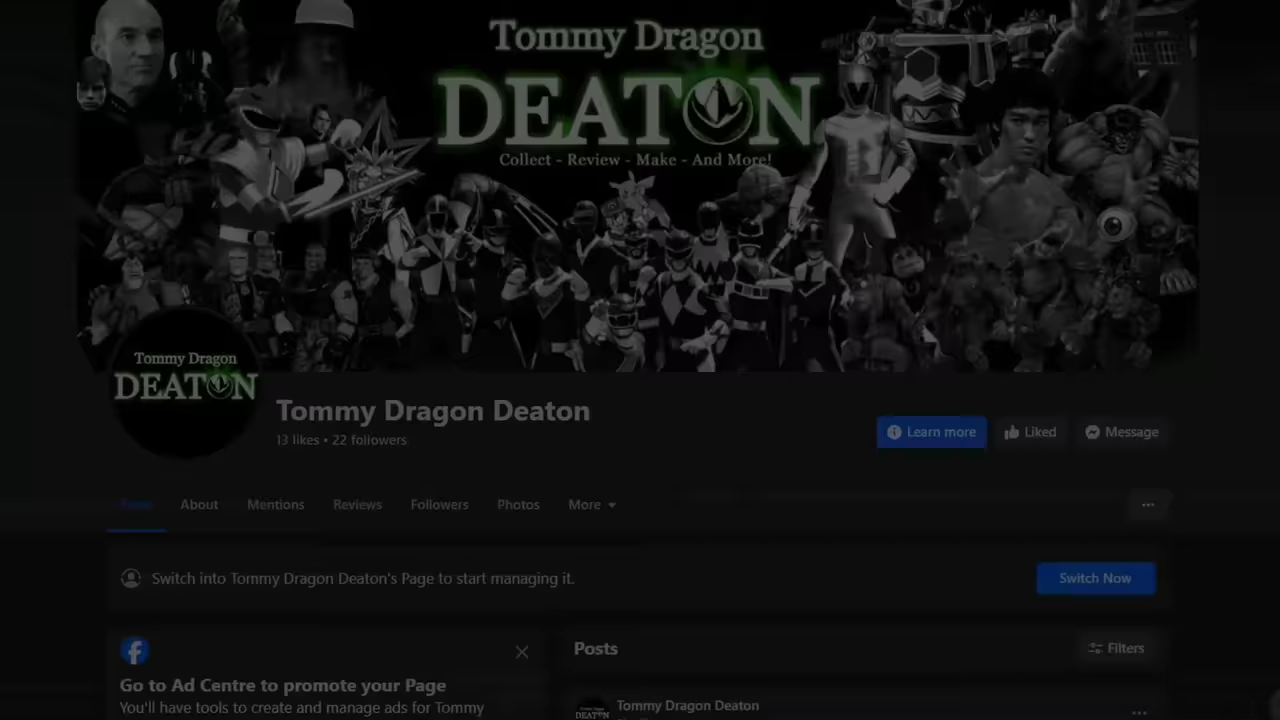 Tommy Dragon
DEATON
Collect - Review - Make - And More!
Tommy Dragon
DEATON
Tommy Dragon Deaton
13 likes • 22 followers
Learn more
Liked
Message
Posts
About
Mentions
Reviews
Followers
Photos
More
Switch into Tommy Dragon Deaton's Page to start managing it.
Switch Now
Go to Ad Centre to promote your Page
You'll have tools to create and manage ads for Tommy
Posts
Filters
DEATON
Tommy Dragon Deaton